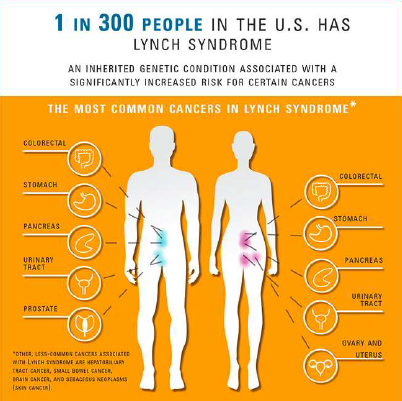 1 IN 300 PEOPLE IN THE U.S. HAS
LYNCH SYNDROME
AN INHERITED GENETIC CONDITION ASSOCIATED WITH A
SIGNIFICANTLY INCREASED RISK FOR CERTAIN CANCERS
THE MOST COMMON CANCERS IN LYNCH SYNDROME*
COLORECTAL
STOMACH
PANCREAS
URINARY
TRACT
PROSTATE
COLORECTAL
STOMACH
PANCREAS
URINARY
TRACT
OVARY AND
UTERUS
*OTHER, LESS-COMMON CANCERS ASSOCIATED
WITH LYNCH SYNDROME ARE HEPATOBILIARY
TRACT CANCER, SMALL BOWEL CANCER,
BRAIN CANCER, AND SEBACEOUS NEOPLASMS
(SKIN CANCER).